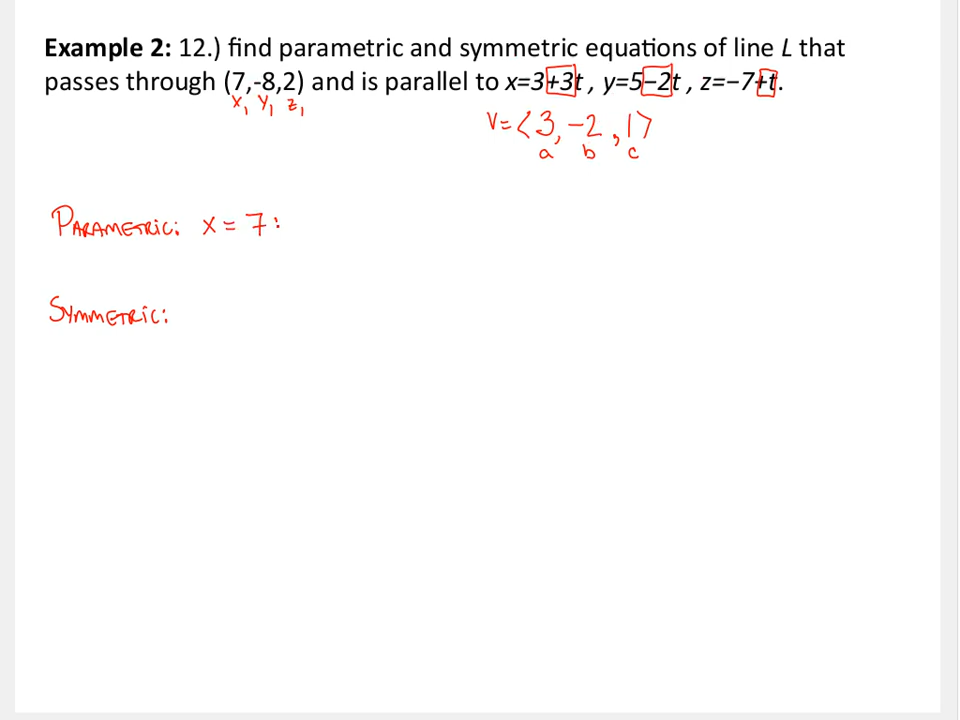 Example 2: 12.) find parametric and symmetric equations of line L that
passes through (7,-8,2) and is parallel to x=3+3t , y=5−2t , z=−7+t.
x₁ y₁ z₁
V=⟨3, −2, 1⟩
a b c
PARAMETRIC: x = 7:
SYMMETRIC: